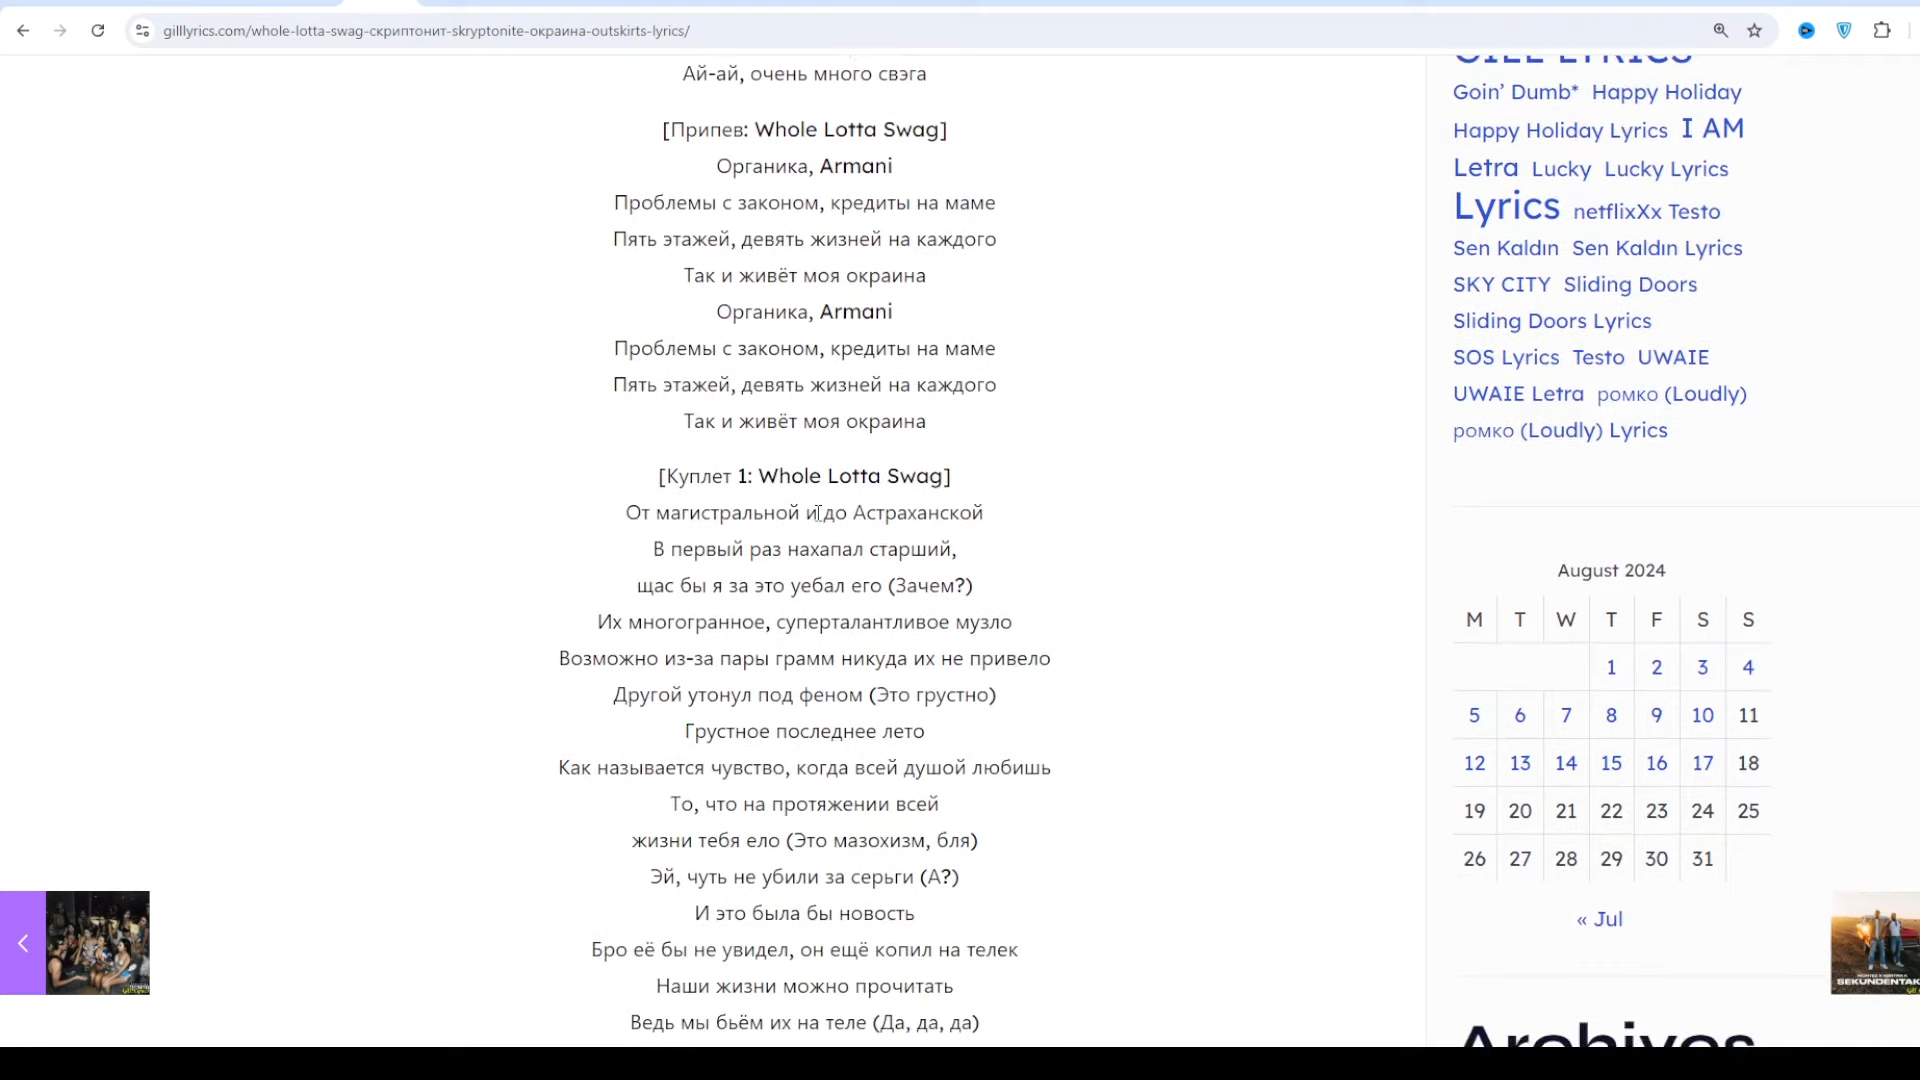 gilllyrics.com/whole-lotta-swag-скриптонит-skryptonite-окраина-outskirts-lyrics/
Ай-ай, очень много свэга
[Припев: Whole Lotta Swag]
Органика, Armani
Проблемы с законом, кредиты на маме
Пять этажей, девять жизней на каждого
Так и живёт моя окраина
Органика, Armani
Проблемы с законом, кредиты на маме
Пять этажей, девять жизней на каждого
Так и живёт моя окраина
[Куплет 1: Whole Lotta Swag]
От магистральной и до Астраханской
В первый раз нахапал старший,
щас бы я за это уебал его (Зачем?)
Их многогранное, суперталантливое музло
Возможно из-за пары грамм никуда их не привело
Другой утонул под феном (Это грустно)
Грустное последнее лето
Как называется чувство, когда всей душой любишь
То, что на протяжении всей
жизни тебя ело (Это мазохизм, бля)
Эй, чуть не убили за серьги (А?)
И это была бы новость
Бро её бы не увидел, он ещё копил на телек
Наши жизни можно прочитать
Ведь мы бьём их на теле (Да, да, да)
GILL LYRICS
Goin' Dumb* Happy Holiday
Happy Holiday Lyrics I AM
Letra Lucky Lucky Lyrics
Lyrics netflixXx Testo
Sen Kaldın Sen Kaldın Lyrics
SKY CITY Sliding Doors
Sliding Doors Lyrics
SOS Lyrics Testo UWAIE
UWAIE Letra ромко (Loudly)
ромко (Loudly) Lyrics
August 2024
M T W T F S S
1 2 3 4
5 6 7 8 9 10 11
12 13 14 15 16 17 18
19 20 21 22 23 24 25
26 27 28 29 30 31
« Jul
Archives